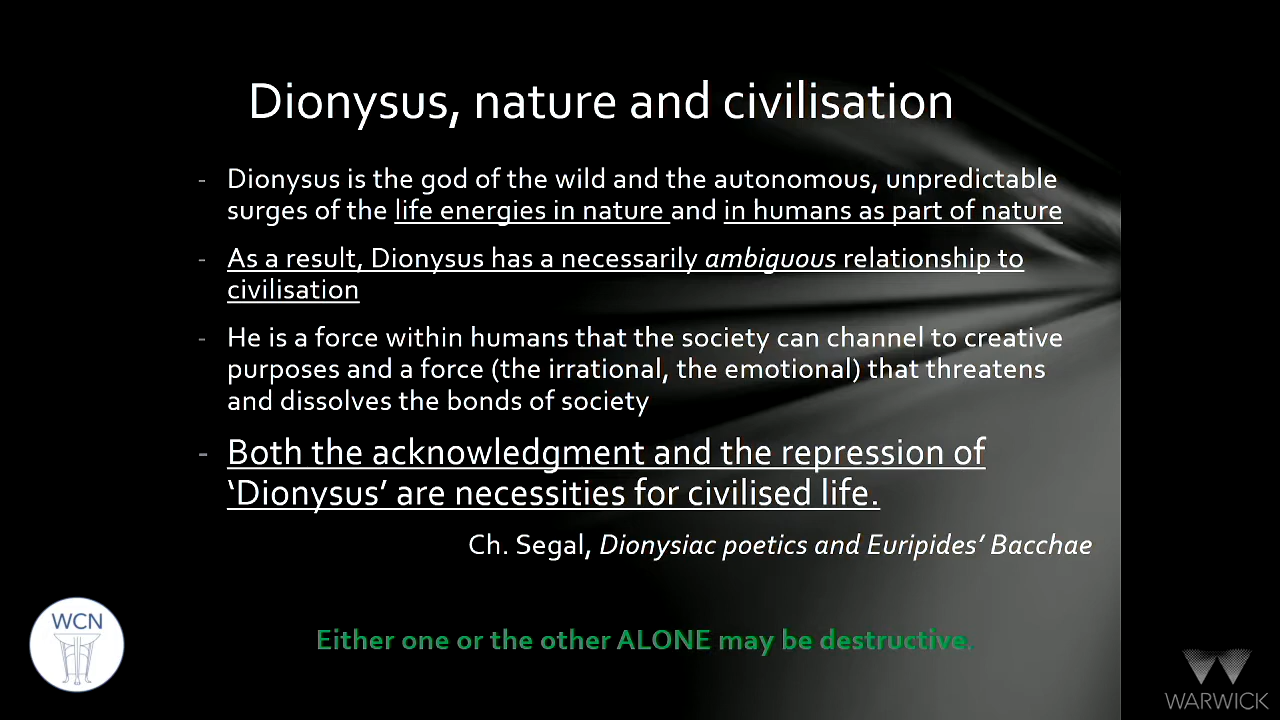 Dionysus, nature and civilisation
- Dionysus is the god of the wild and the autonomous, unpredictable
surges of the life energies in nature and in humans as part of nature
- As a result, Dionysus has a necessarily ambiguous relationship to
civilisation
- He is a force within humans that the society can channel to creative
purposes and a force (the irrational, the emotional) that threatens
and dissolves the bonds of society
- Both the acknowledgment and the repression of
‘Dionysus’ are necessities for civilised life.
Ch. Segal, Dionysiac poetics and Euripides’ Bacchae
WCN
Either one or the other ALONE may be destructive.
WARWICK